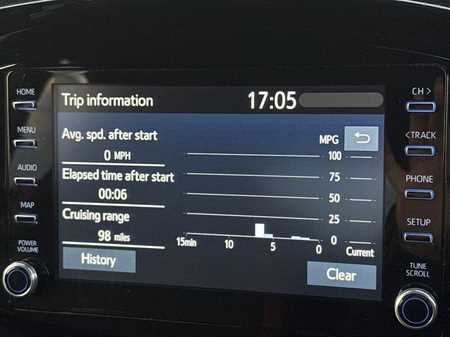 HOME
MENU
AUDIO
MAP
POWER
VOLUME
Trip information 17:05
Avg. spd. after start
0 MPH
Elapsed time after start
00:06
Cruising range
98 miles
History
MPG
100
75
50
25
0
15min 10 5 0 Current
Clear
CH >
< TRACK
PHONE
SETUP
TUNE
SCROLL